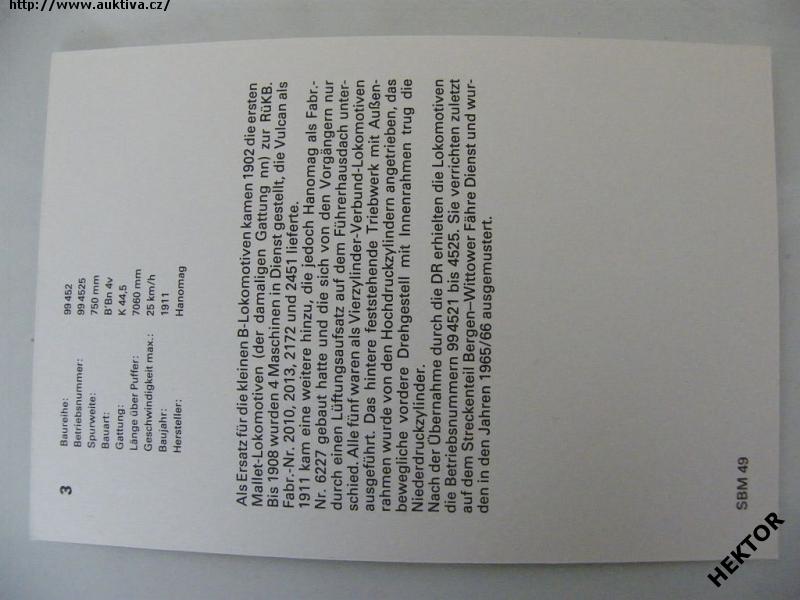 http://www.auktiva.cz/
3
Baureihe: 99 452
Betriebsnummer: 99 4525
Spurweite: 750 mm
Bauart: B'Bn 4v
Gattung: K 44,5
Länge über Puffer: 7060 mm
Geschwindigkeit max.: 25 km/h
Baujahr: 1911
Hersteller: Hanomag
Als Ersatz für die kleinen B-Lokomotiven kamen 1902 die ersten
Mallet-Lokomotiven (der damaligen Gattung nn) zur RüKB.
Bis 1908 wurden 4 Maschinen in Dienst gestellt, die Vulcan als
Fabr.-Nr. 2010, 2013, 2172 und 2451 lieferte.
1911 kam eine weitere hinzu, die jedoch Hanomag als Fabr.-
Nr. 6227 gebaut hatte und die sich von den Vorgängern nur
durch einen Lüftungsaufsatz auf dem Führerhausdach unter-
schied. Alle fünf waren als Vierzylinder-Verbund-Lokomotiven
ausgeführt. Das hintere feststehende Triebwerk mit Außen-
rahmen wurde von den Hochdruckzylindern angetrieben, das
bewegliche vordere Drehgestell mit Innenrahmen trug die
Niederdruckzylinder.
Nach der Übernahme durch die DR erhielten die Lokomotiven
die Betriebsnummern 99 4521 bis 4525. Sie verrichten zuletzt
auf dem Streckenteil Bergen–Wittower Fähre Dienst und wur-
den in den Jahren 1965/66 ausgemustert.
SBM 49
HEKTOR